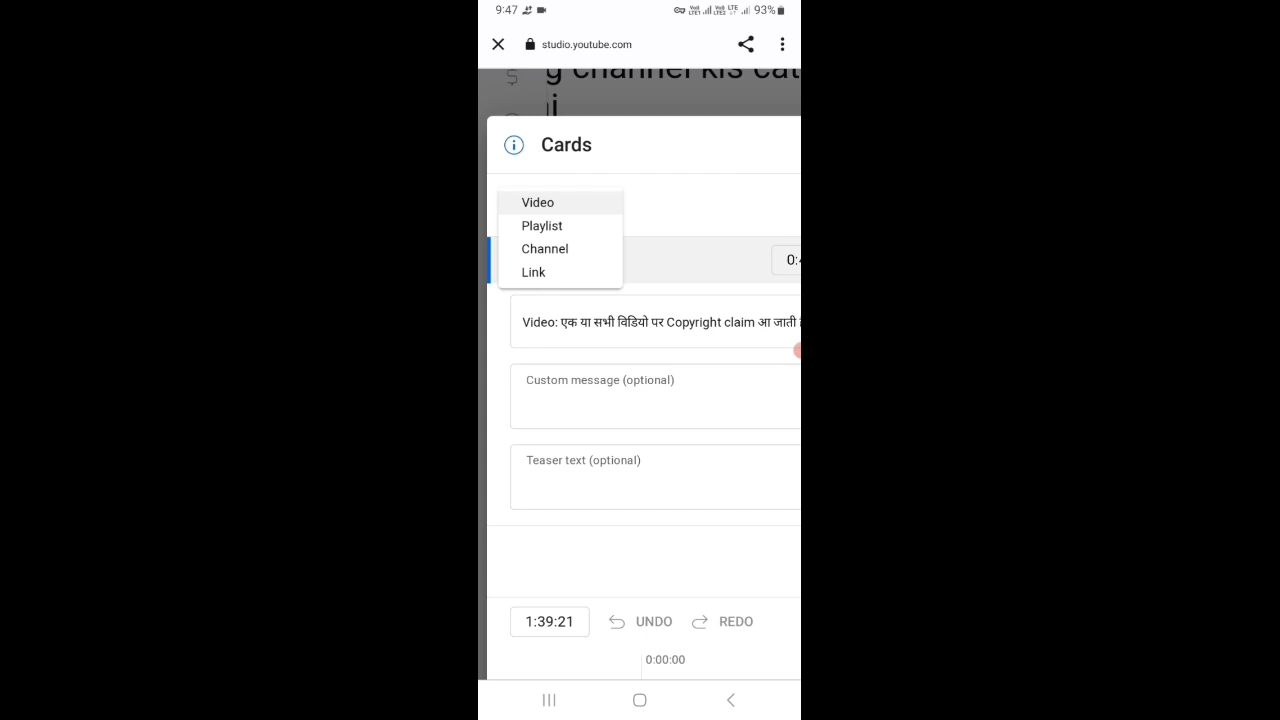 9:47
93%
studio.youtube.com
g channel kis cat
Cards
Video
Playlist
Channel
Link
Video: एक या सभी विडियो पर Copyright claim आ जाती
Custom message (optional)
Teaser text (optional)
1:39:21
UNDO
REDO
0:00:00